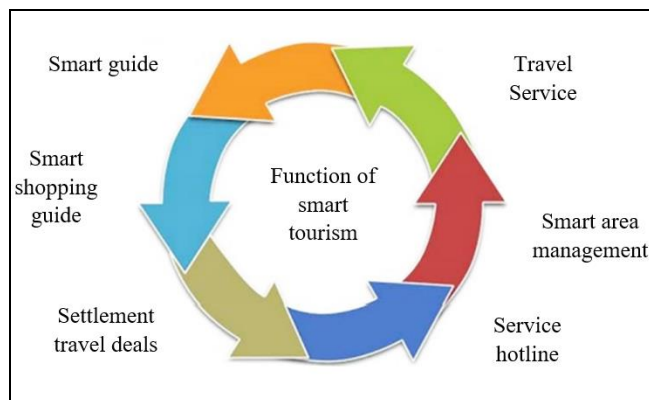 Smart guide
Travel
Service
Smart
shopping
guide
Function of
smart
tourism
Smart area
management
Settlement
travel deals
Service
hotline